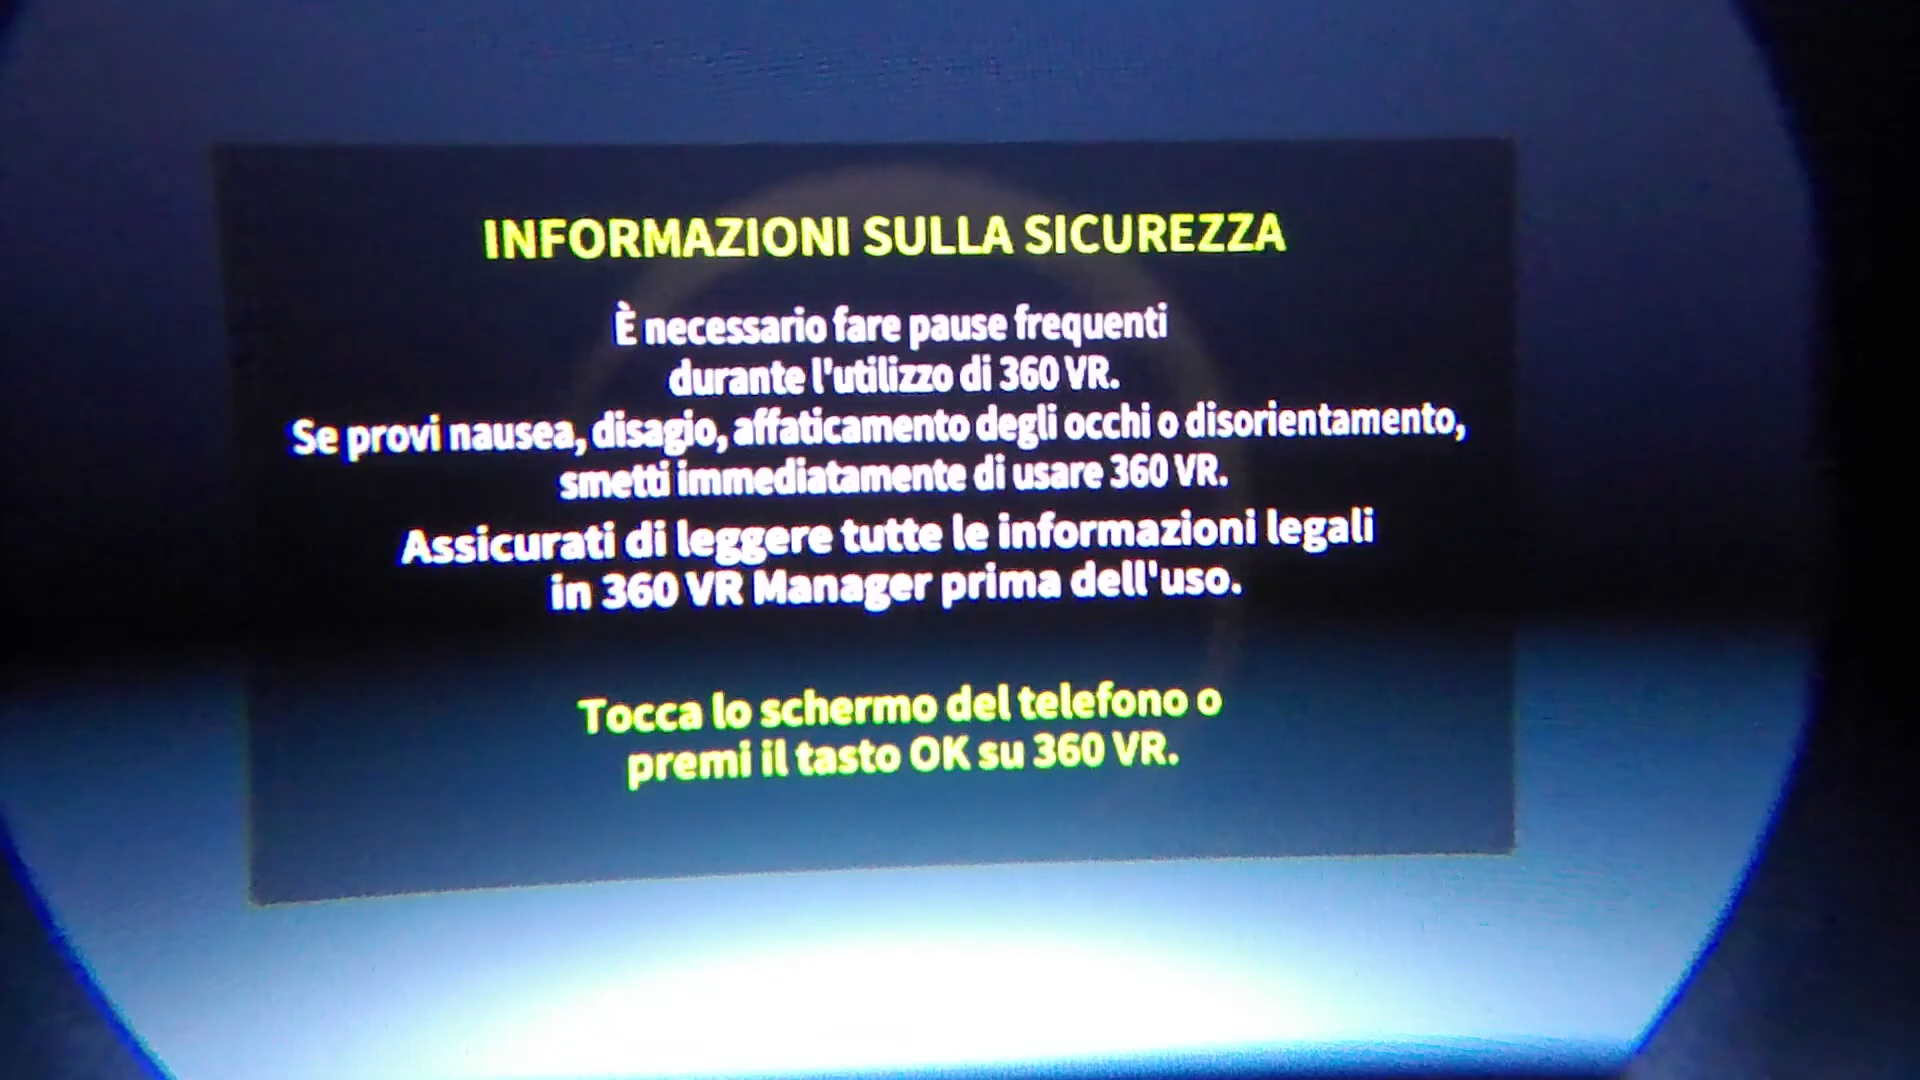 INFORMAZIONI SULLA SICUREZZA
È necessario fare pause frequenti
durante l'utilizzo di 360 VR.
Se provi nausea, disagio, affaticamento degli occhi o disorientamento,
smetti immediatamente di usare 360 VR.
Assicurati di leggere tutte le informazioni legali
in 360 VR Manager prima dell'uso.
Tocca lo schermo del telefono o
premi il tasto OK su 360 VR.